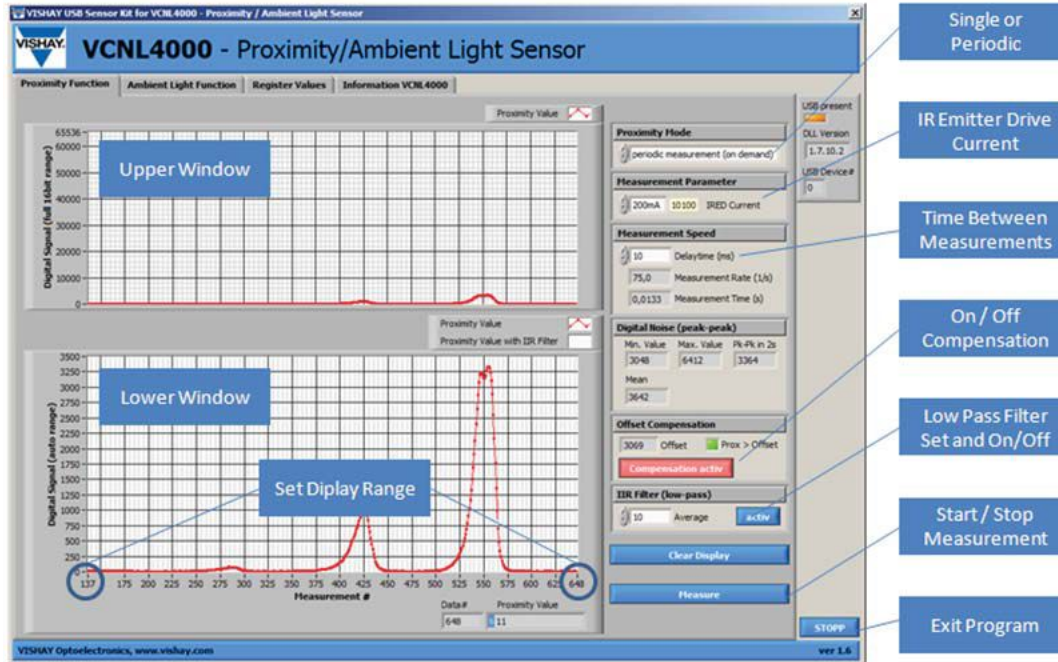 VISHAY USB Sensor Kit for VCNL4000 - Proximity / Ambient Light Sensor
VISHAY
VCNL4000 - Proximity/Ambient Light Sensor
Proximity Function Ambient Light Function Register Values Information VCNL4000
Proximity Value
65536
60000
50000
40000
30000
20000
10000
0
Digital Signal (full 16bit range)
Upper Window
Proximity Value
Proximity Value with IIR Filter
3500
3250
3000
2750
2500
2250
2000
1750
1500
1250
1000
750
500
250
0
Digital Signal (auto range)
Lower Window
Set Diplay Range
137 175 200 225 250 275 300 325 350 375 400 425 450 475 500 525 550 575 600 625 648
Measurement #
Data# Proximity Value
648 11
Proximity Mode
periodic measurement (on demand)
Measurement Parameter
200mA 10100 IRED Current
Measurement Speed
10 Delaytime (ms)
75,0 Measurement Rate (1/s)
0,0133 Measurement Time (s)
Digital Noise (peak-peak)
Min. Value Max. Value Pk-Pk in 2s
3048 6412 3364
Mean
3642
Offset Compensation
3069 Offset Prox > Offset
Compensation activ
IIR Filter (low-pass)
10 Average activ
Clear Display
Measure
USB present
DLL Version
1.7.10.2
USB Device#
0
STOPP
VISHAY Optoelectronics, www.vishay.com ver 1.6
Single or
Periodic
IR Emitter Drive
Current
Time Between
Measurements
On / Off
Compensation
Low Pass Filter
Set and On/Off
Start / Stop
Measurement
Exit Program